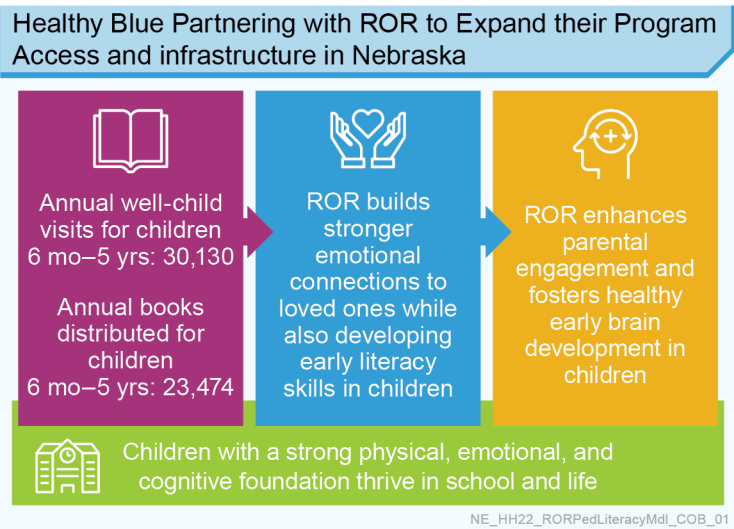 Healthy Blue Partnering with ROR to Expand their Program
Access and infrastructure in Nebraska
Annual well-child
visits for children
6 mo–5 yrs: 30,130
Annual books
distributed for
children
6 mo–5 yrs: 23,474
ROR builds
stronger
emotional
connections to
loved ones while
also developing
early literacy
skills in children
ROR enhances
parental
engagement and
fosters healthy
early brain
development in
children
Children with a strong physical, emotional, and
cognitive foundation thrive in school and life
NE_HH22_RORPedLiteracyMdl_COB_01